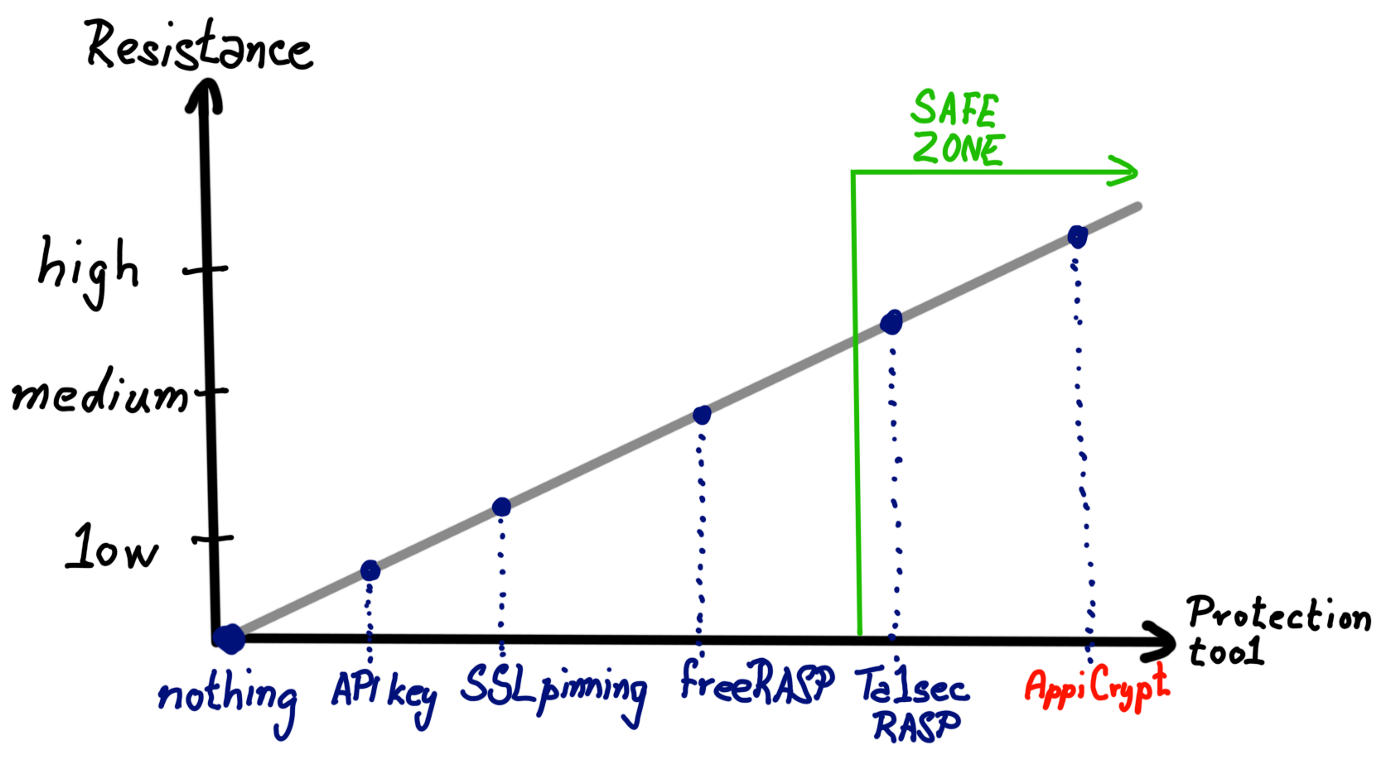 Resistance
SAFE
ZONE
high
medium
low
Protection
tool
nothing
API key
SSL pinning
freeRASP
Talsec
RASP
AppiCrypt